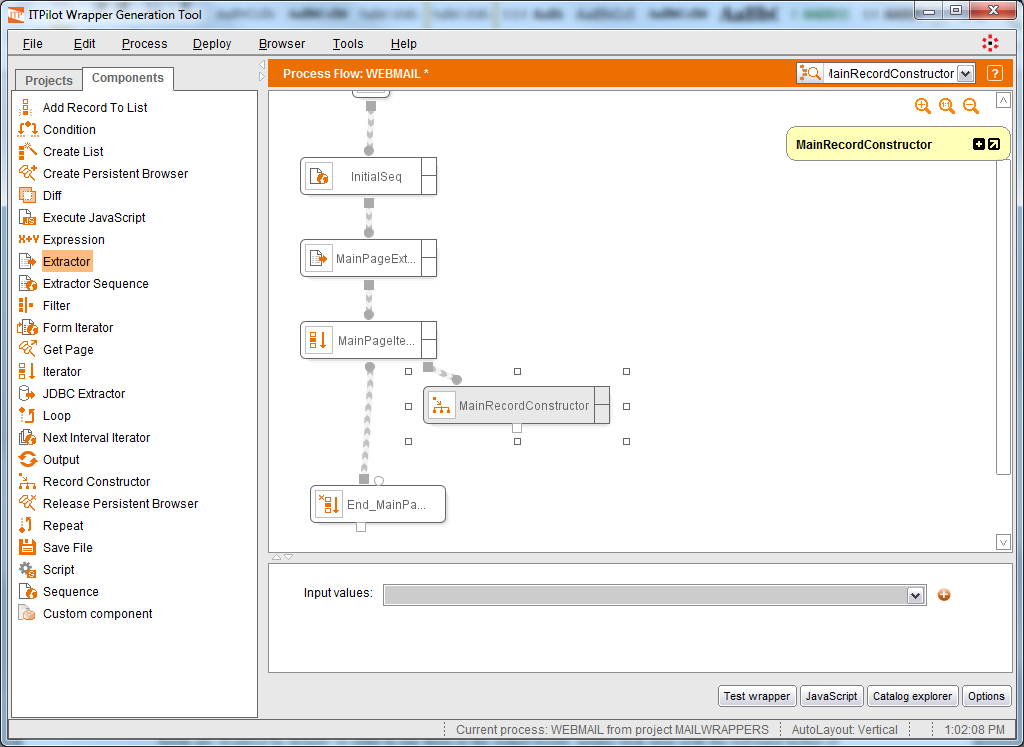 ITPilot Wrapper Generation Tool
File Edit Process Deploy Browser Tools Help
Projects Components
Process Flow: WEBMAIL *
MainRecordConstructor
?
Add Record To List
Condition
Create List
Create Persistent Browser
Diff
Execute JavaScript
Expression
Extractor
Extractor Sequence
Filter
Form Iterator
Get Page
Iterator
JDBC Extractor
Loop
Next Interval Iterator
Output
Record Constructor
Release Persistent Browser
Repeat
Save File
Script
Sequence
Custom component
MainRecordConstructor
InitialSeq
MainPageExt...
MainPageIte...
MainRecordConstructor
End_MainPa...
Input values:
Test wrapper JavaScript Catalog explorer Options
Current process: WEBMAIL from project MAILWRAPPERS AutoLayout: Vertical 1:02:08 PM